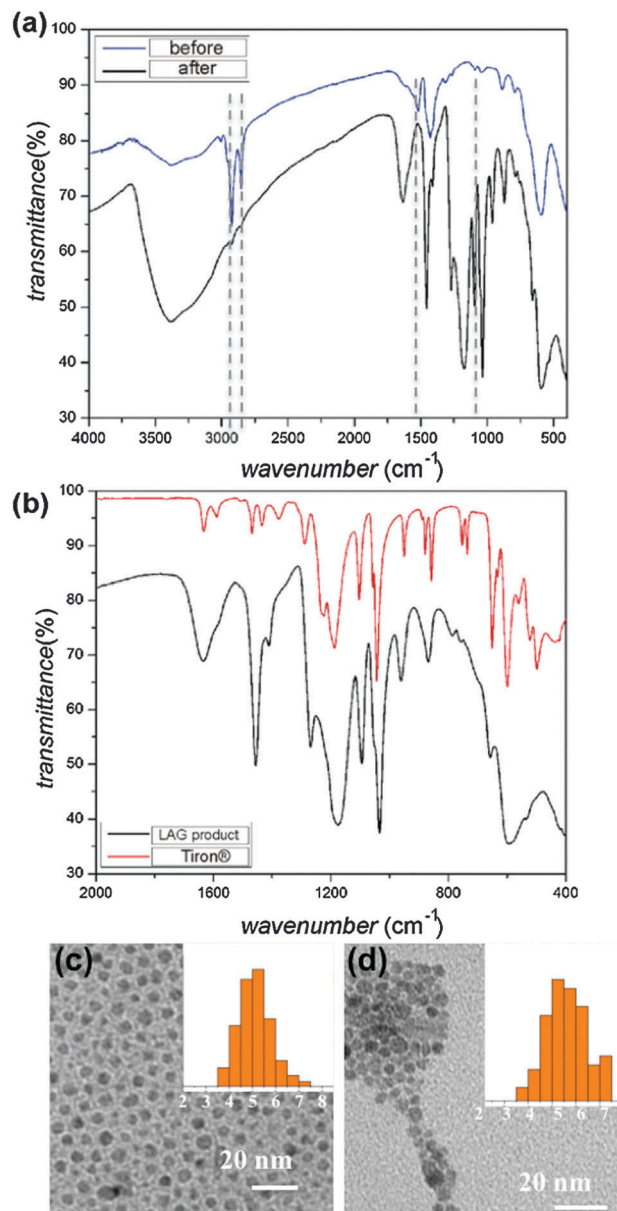 (a)
before
after
100
90
80
70
60
50
40
30
transmittance(%)
4000 3500 3000 2500 2000 1500 1000 500
wavenumber (cm-1)
(b)
100
90
80
70
60
50
40
30
transmittance(%)
LAG product
Tiron®
2000 1600 1200 800 400
wavenumber (cm-1)
(c)
2 3 4 5 6 7 8
20 nm
(d)
2 3 4 5 6 7
20 nm